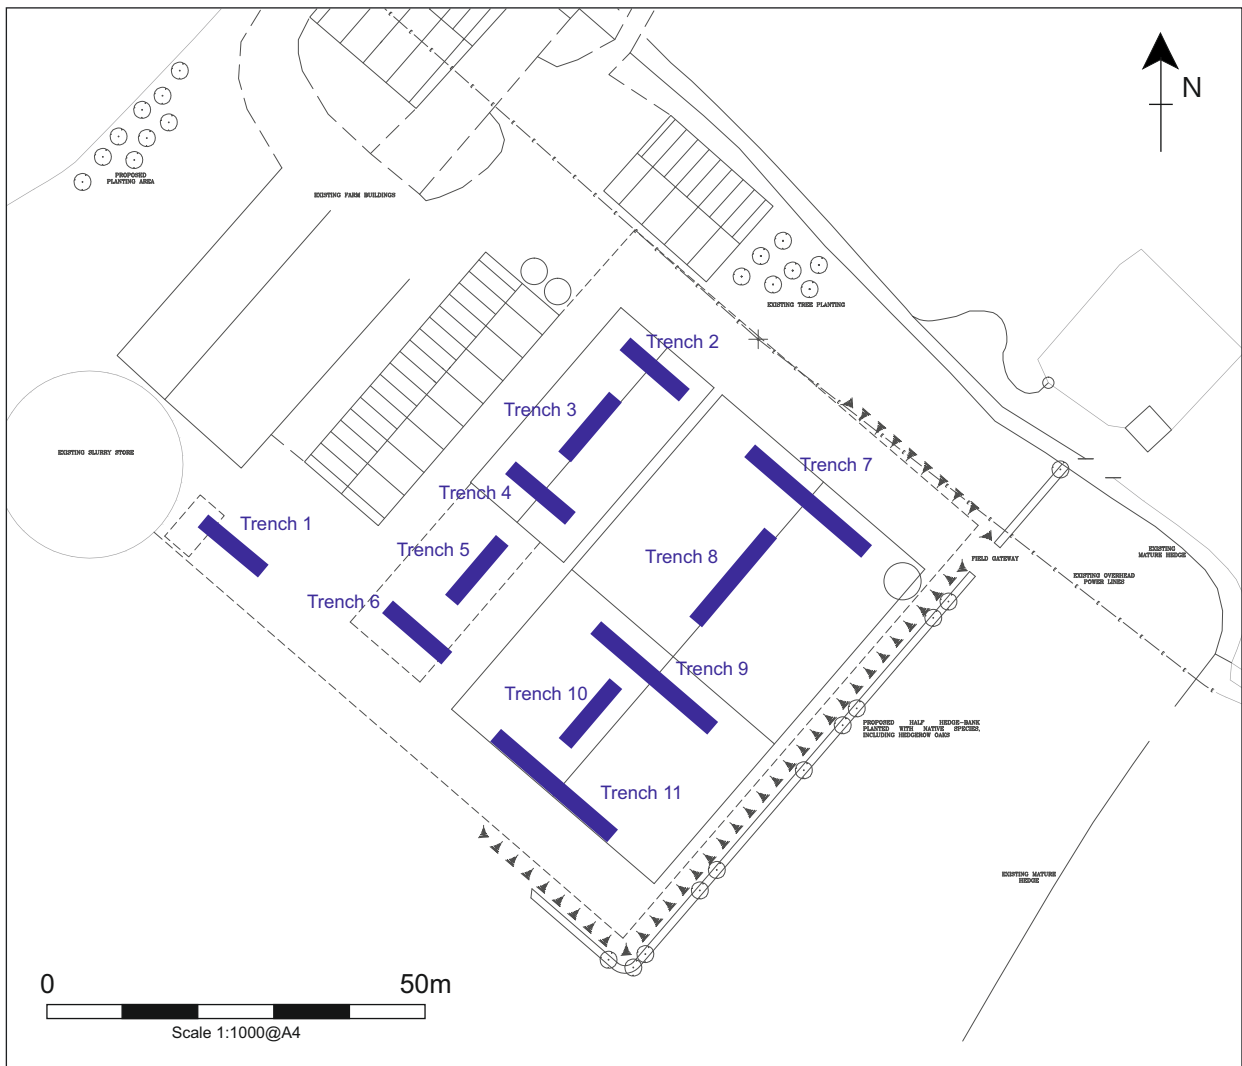 N
PROPOSED
PLANTING AREA
EXISTING FARM BUILDINGS
EXISTING TREE PLANTING
Trench 2
Trench 3
EXISTING SLURRY STORE
Trench 7
Trench 4
Trench 1
Trench 5
Trench 8
FIELD GATEWAY
EXISTING
MATURE HEDGE
EXISTING OVERHEAD
POWER LINES
Trench 6
Trench 9
Trench 10
PROPOSED HALF HEDGE-BANK
PLANTED WITH NATIVE SPECIES,
INCLUDING HEDGEROW OAKS
Trench 11
EXISTING MATURE
HEDGE
0 50m
Scale 1:1000@A4